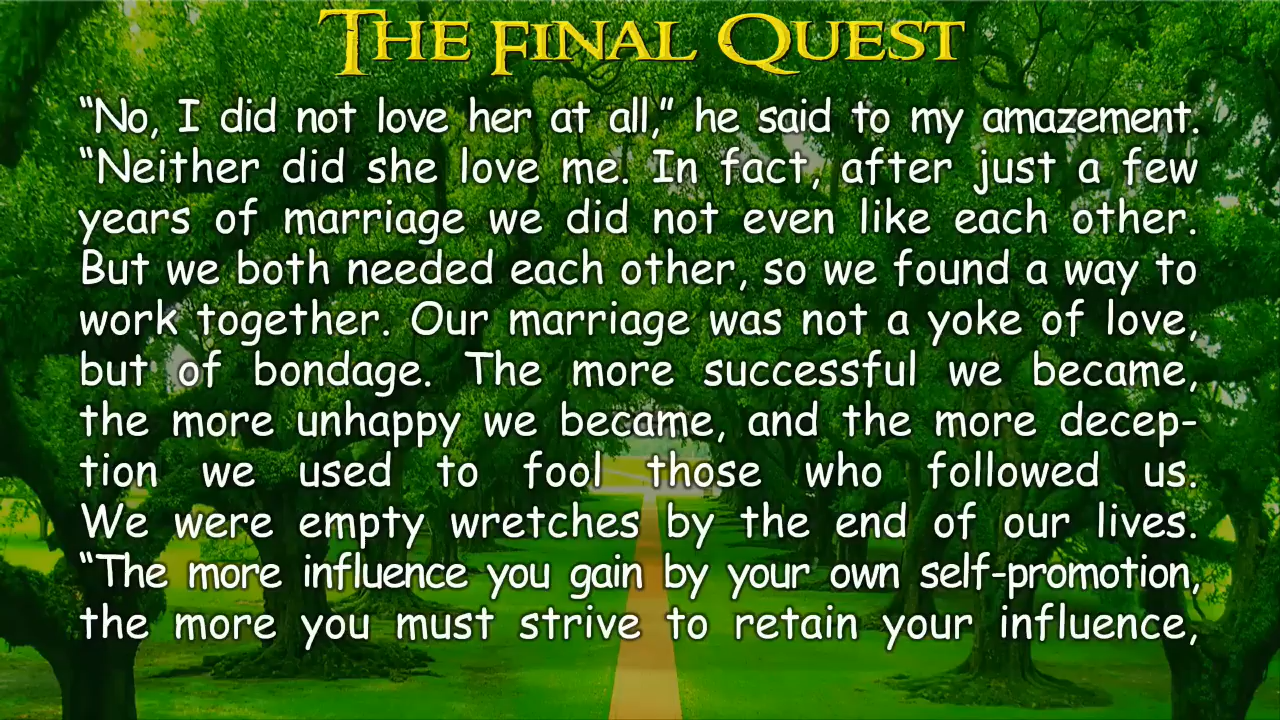 The Final Quest
“No, I did not love her at all,” he said to my amazement.
“Neither did she love me. In fact, after just a few
years of marriage we did not even like each other.
But we both needed each other, so we found a way to
work together. Our marriage was not a yoke of love,
but of bondage. The more successful we became,
the more unhappy we became, and the more decep-
tion we used to fool those who followed us.
We were empty wretches by the end of our lives.
“The more influence you gain by your own self-promotion,
the more you must strive to retain your influence,